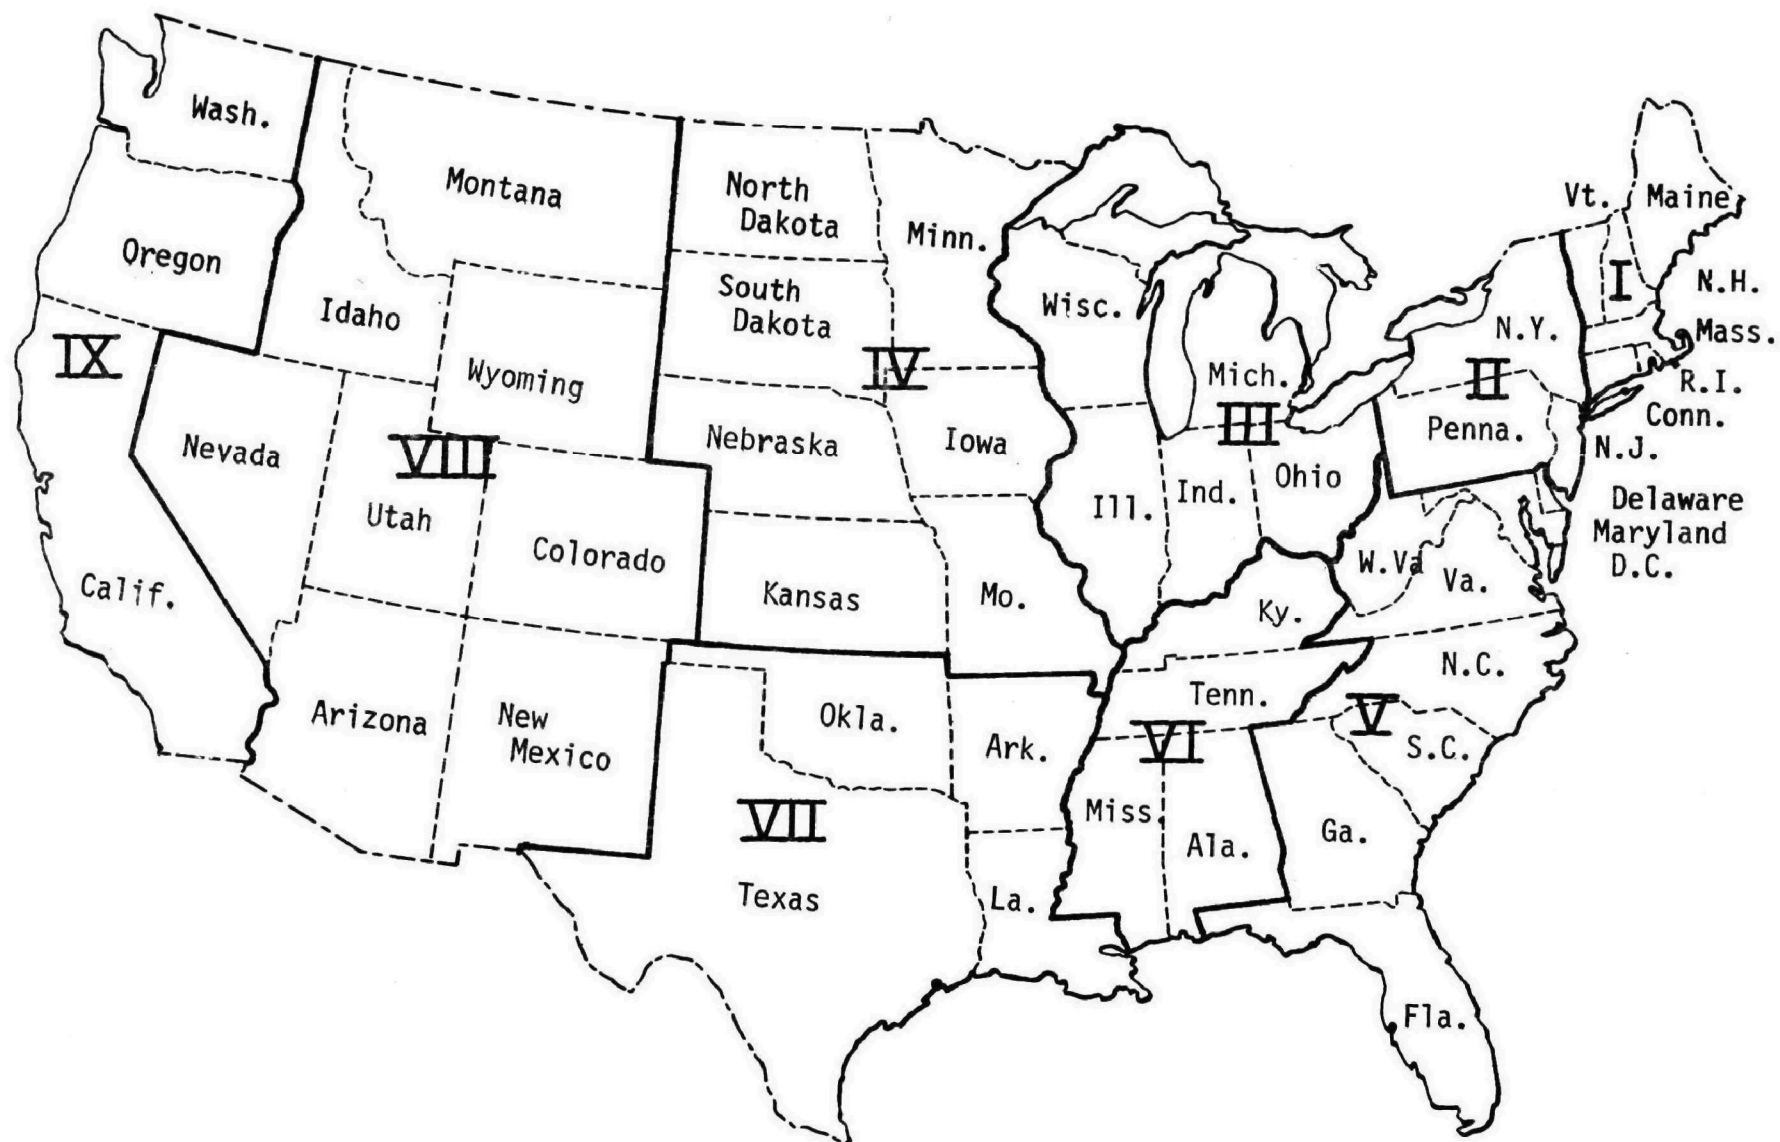 Wash.
Montana
North
Dakota
Minn.
Vt.
Maine
Oregon
Idaho
South
Dakota
Wisc.
I
N.H.
IX
Wyoming
IV
Mich.
N.Y.
Mass.
II
R.I.
Conn.
III
Nevada
VIII
Nebraska
Iowa
Penna.
N.J.
Utah
Colorado
Ill.
Ind.
Ohio
Delaware
Maryland
D.C.
Calif.
Kansas
Mo.
Ky.
W.Va
Va.
Arizona
New
Mexico
Okla.
Ark.
Tenn.
N.C.
VI
V
S.C.
VII
Miss.
Ala.
Ga.
Texas
La.
Fla.